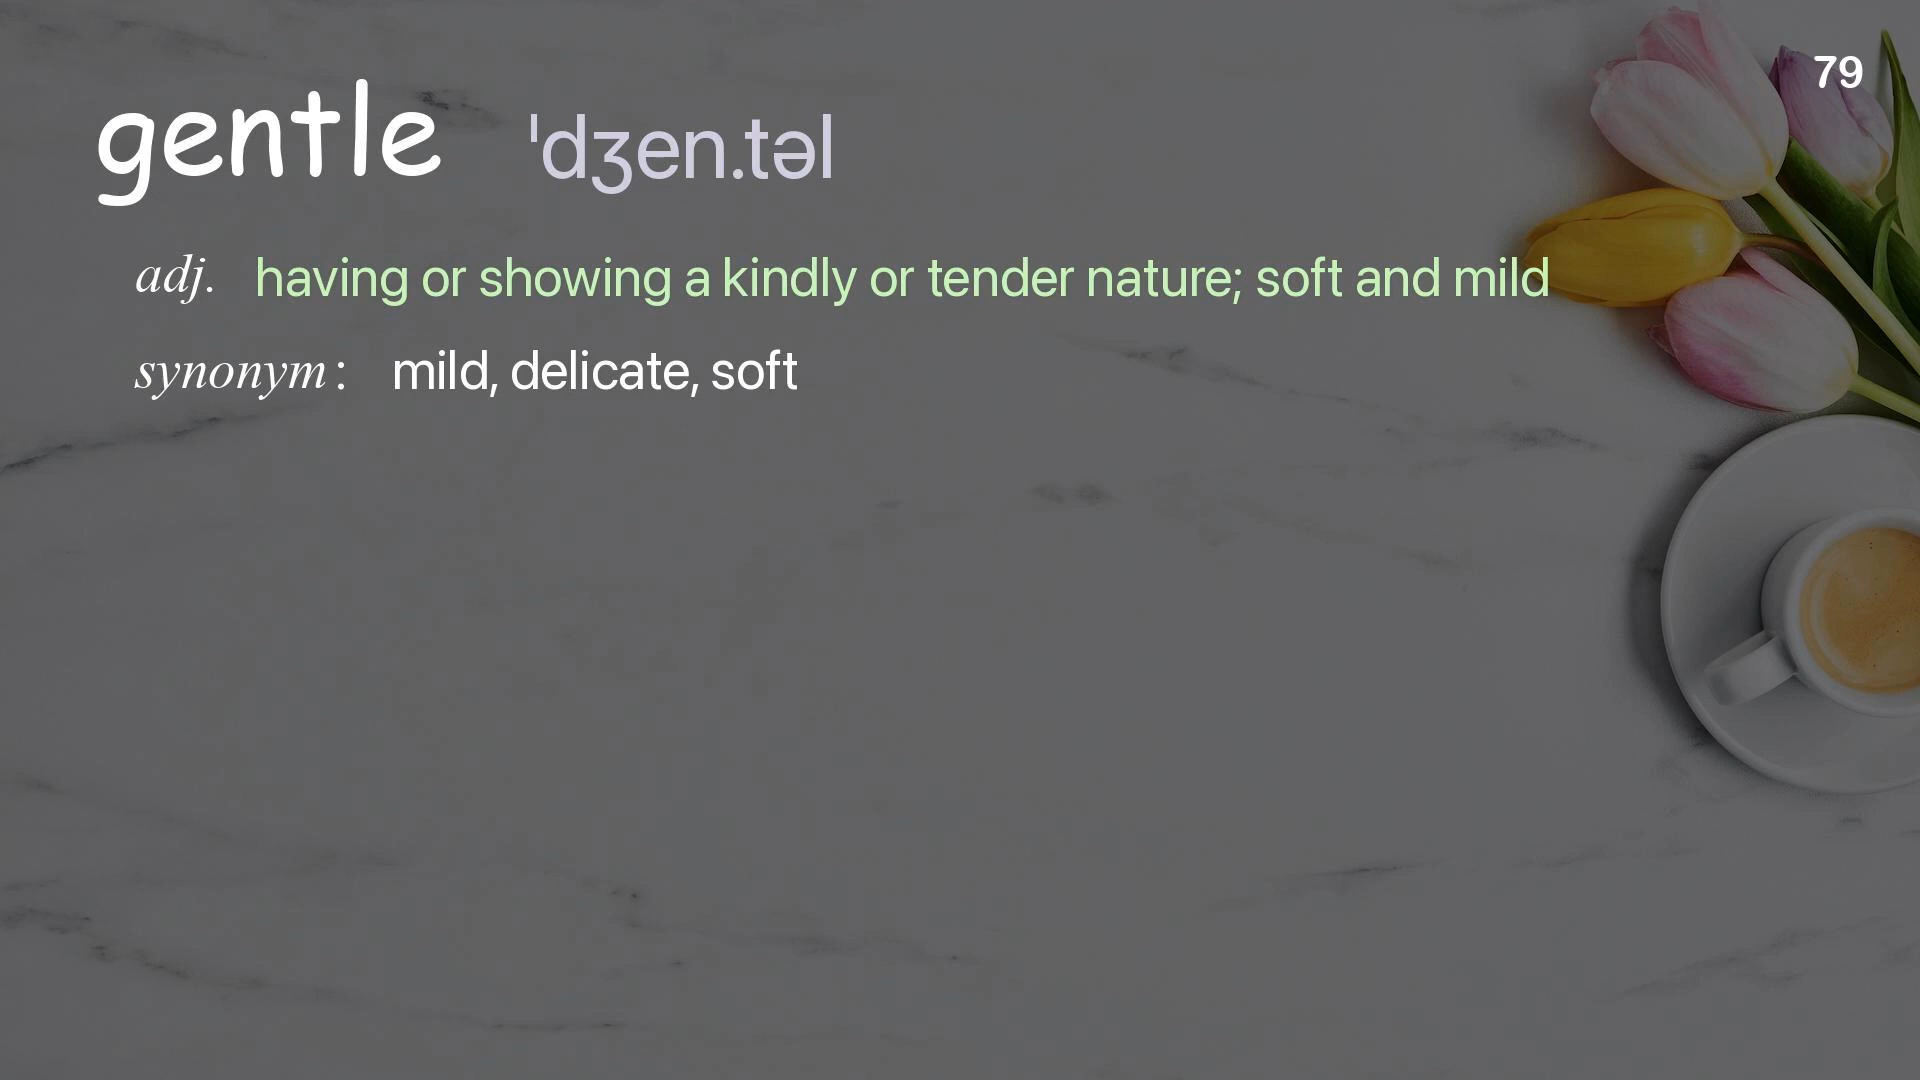 79
gentle ˈdʒen.təl
adj. having or showing a kindly or tender nature; soft and mild
synonym: mild, delicate, soft